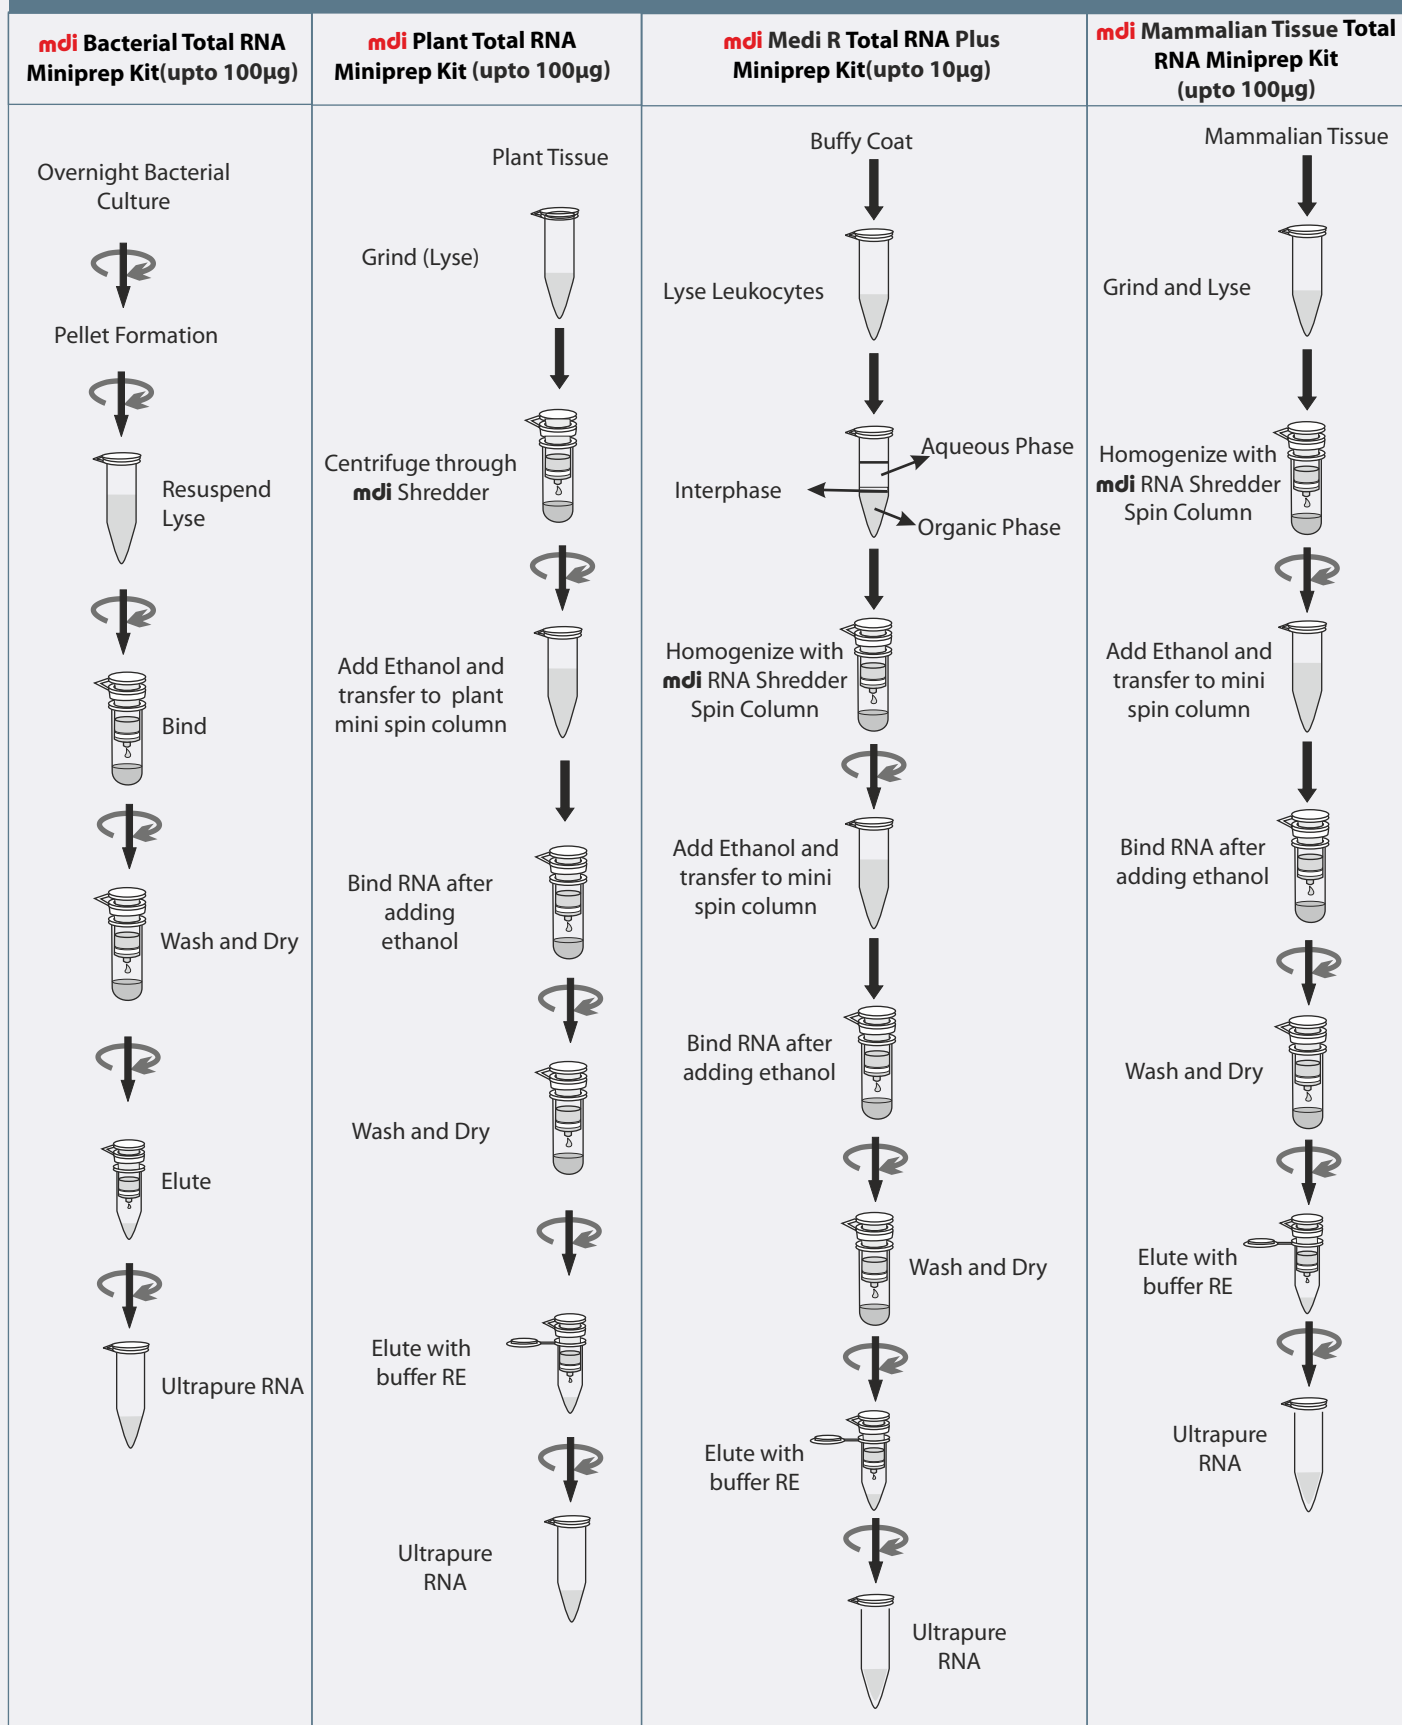 mdi Bacterial Total RNA
Miniprep Kit(upto 100µg)
Overnight Bacterial
Culture
Pellet Formation
Resuspend
Lyse
Bind
Wash and Dry
Elute
Ultrapure RNA
mdi Plant Total RNA
Miniprep Kit (upto 100µg)
Plant Tissue
Grind (Lyse)
Centrifuge through
mdi Shredder
Add Ethanol and
transfer to plant
mini spin column
Bind RNA after
adding
ethanol
Wash and Dry
Elute with
buffer RE
Ultrapure
RNA
mdi Medi R Total RNA Plus
Miniprep Kit(upto 10µg)
Buffy Coat
Lyse Leukocytes
Aqueous Phase
Interphase
Organic Phase
Homogenize with
mdi RNA Shredder
Spin Column
Add Ethanol and
transfer to mini
spin column
Bind RNA after
adding ethanol
Wash and Dry
Elute with
buffer RE
Ultrapure
RNA
mdi Mammalian Tissue Total
RNA Miniprep Kit
(upto 100µg)
Mammalian Tissue
Grind and Lyse
Homogenize with
mdi RNA Shredder
Spin Column
Add Ethanol and
transfer to mini
spin column
Bind RNA after
adding ethanol
Wash and Dry
Elute with
buffer RE
Ultrapure
RNA